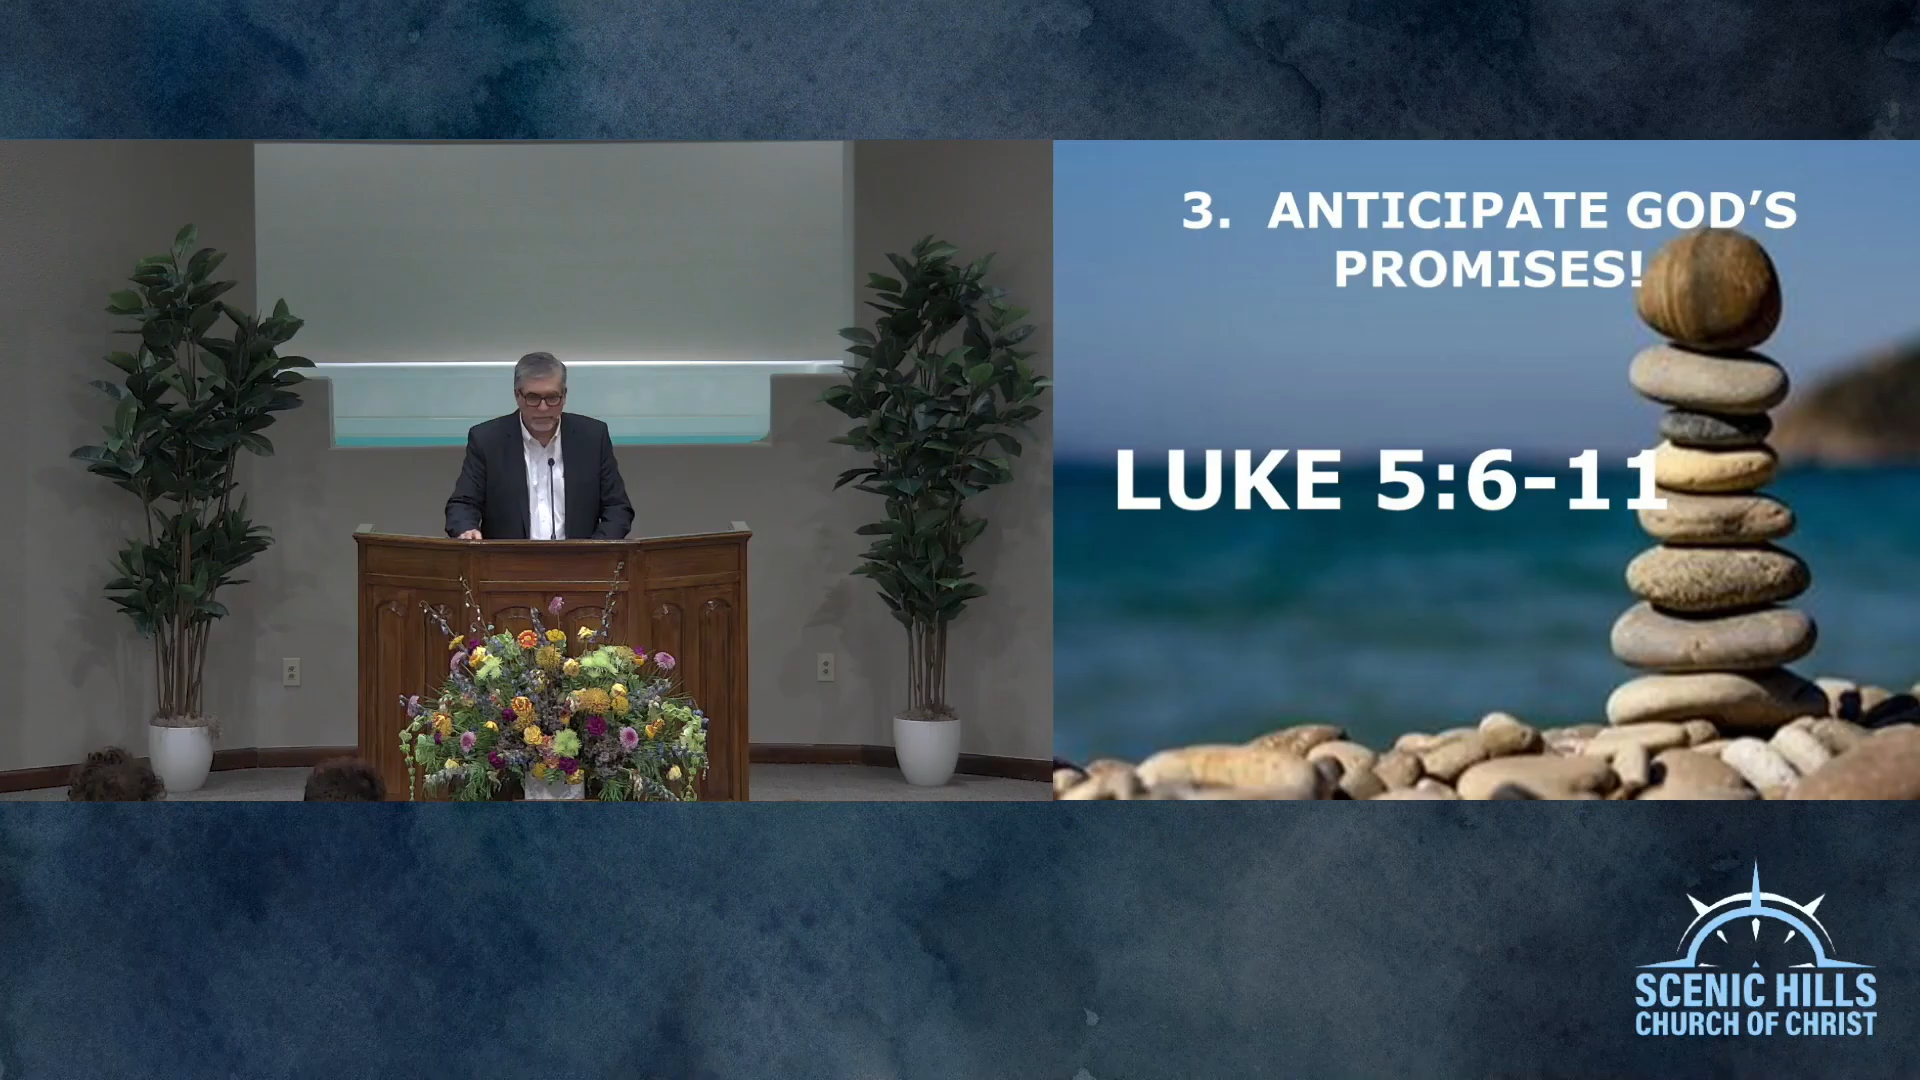 3. ANTICIPATE GOD’S
PROMISES!
LUKE 5:6-11
SCENIC HILLS
CHURCH OF CHRIST